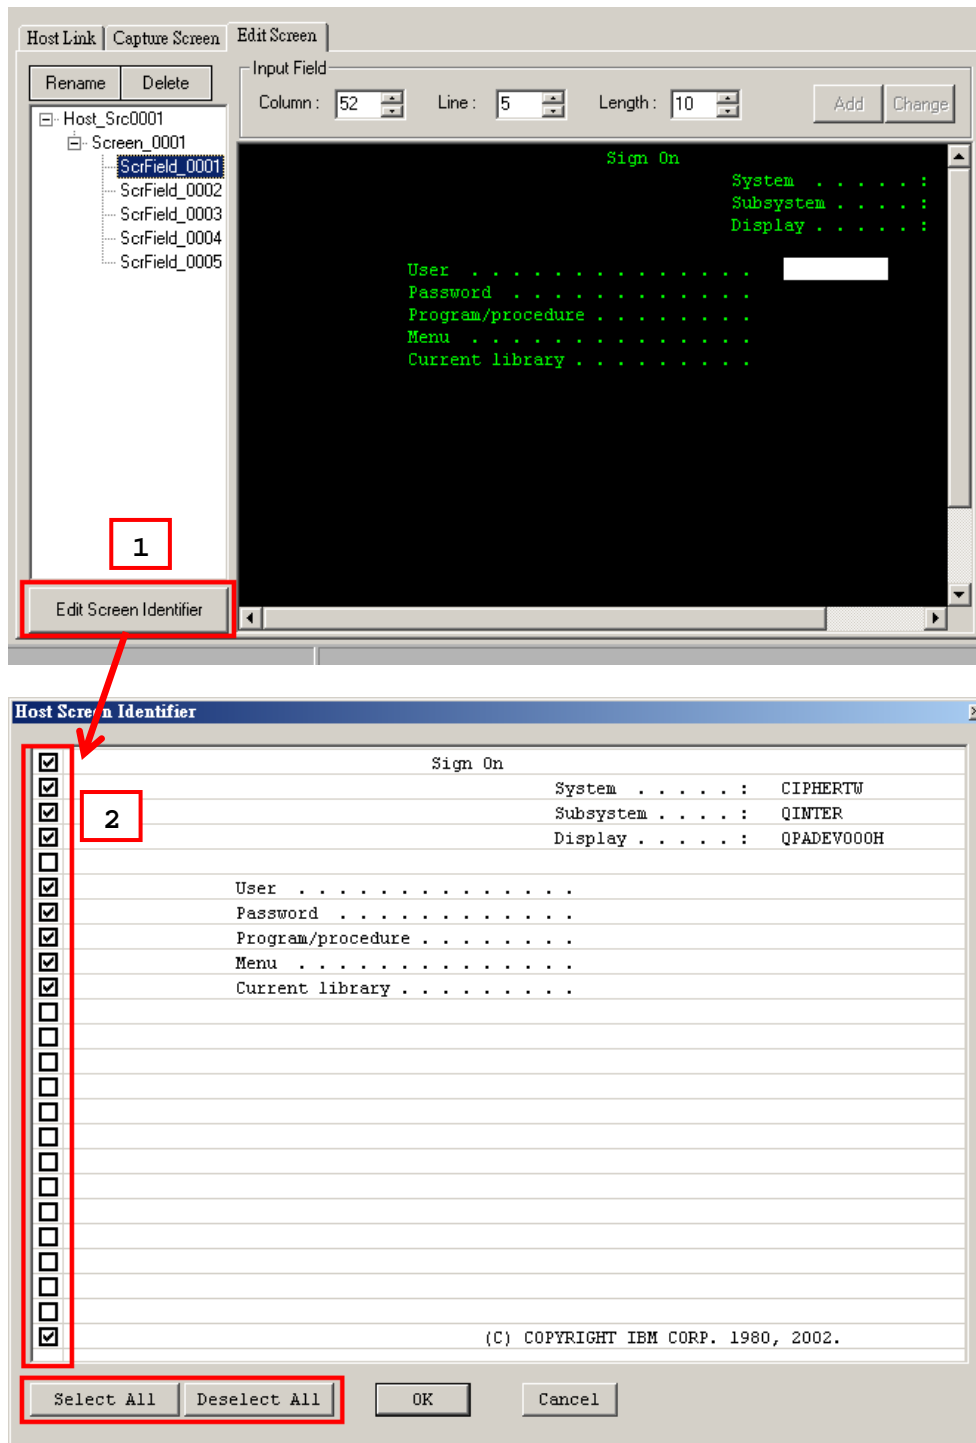 Host Link Capture Screen Edit Screen
Rename Delete
Input Field
Column : 52 Line : 5 Length : 10 Add Change
Host_Src0001
Screen_0001
ScrField_0001
ScrField_0002
ScrField_0003
ScrField_0004
ScrField_0005
Sign On
System . . . . . :
Subsystem . . . . :
Display . . . . . :
User . . . . . . . . . . . . . .
Password . . . . . . . . . . . .
Program/procedure . . . . . . . .
Menu . . . . . . . . . . . . . .
Current library . . . . . . . . .
1
Edit Screen Identifier
Host Screen Identifier
Sign On
System . . . . . : CIPHERTW
Subsystem . . . . : QINTER
Display . . . . . : QPADEV000H
2
User . . . . . . . . . . . . . .
Password . . . . . . . . . . . .
Program/procedure . . . . . . . .
Menu . . . . . . . . . . . . . .
Current library . . . . . . . . .
(C) COPYRIGHT IBM CORP. 1980, 2002.
Select All Deselect All OK Cancel